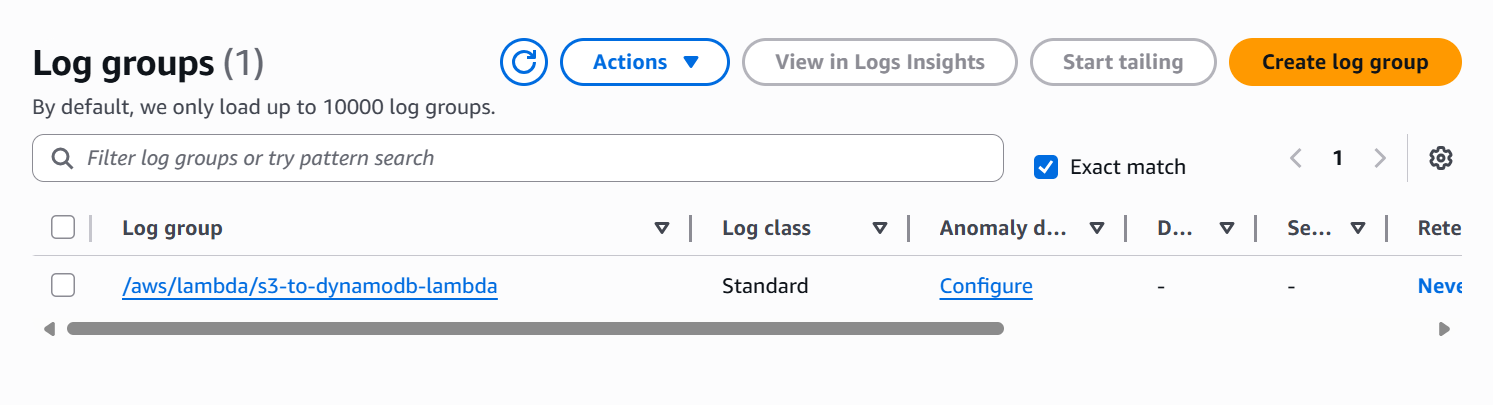 Log groups (1)
Actions
View in Logs Insights
Start tailing
Create log group
By default, we only load up to 10000 log groups.
Filter log groups or try pattern search
Exact match
1
Log group
Log class
Anomaly d...
D...
Se...
Rete
/aws/lambda/s3-to-dynamodb-lambda
Standard
Configure
-
-
Neve